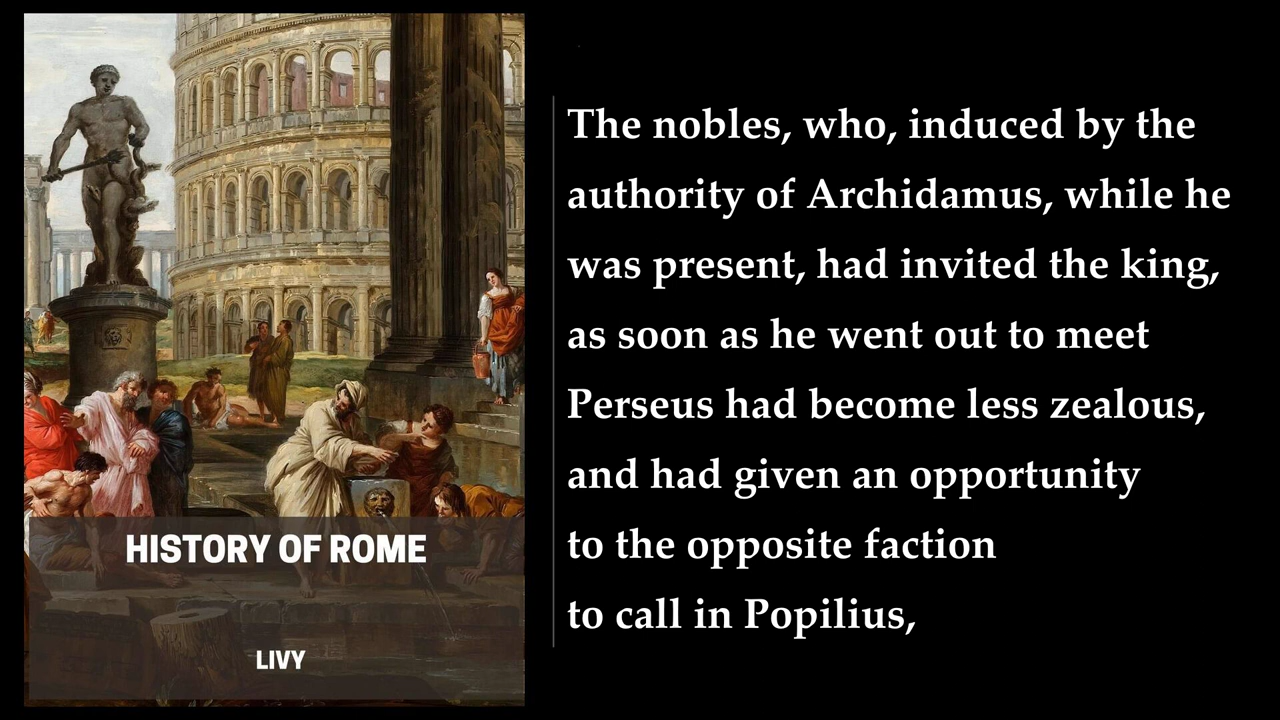 HISTORY OF ROME
LIVY
The nobles, who, induced by the
authority of Archidamus, while he
was present, had invited the king,
as soon as he went out to meet
Perseus had become less zealous,
and had given an opportunity
to the opposite faction
to call in Popilius,